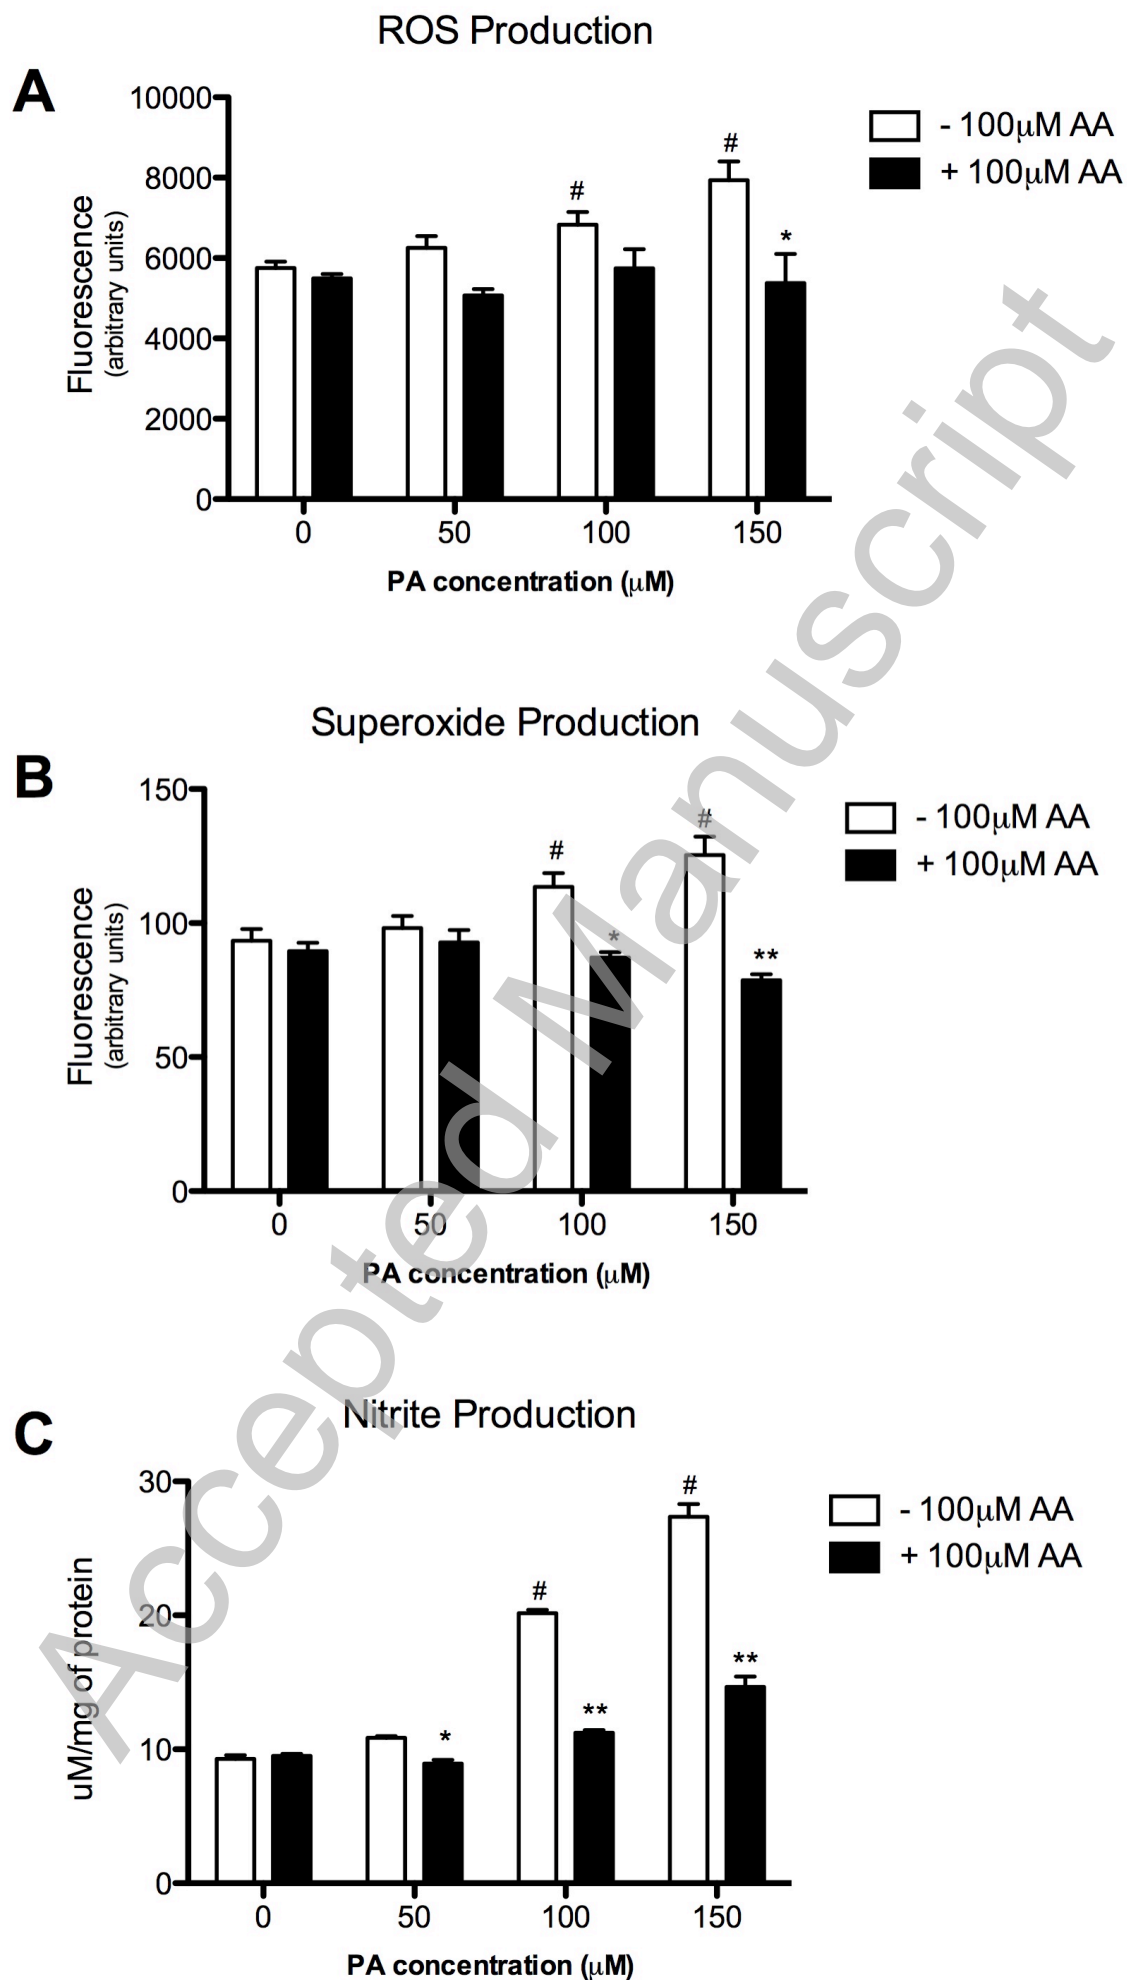 ROS Production
A
10000
8000
6000
4000
2000
0
Fluorescence
(arbitrary units)
#
#
*
- 100μM AA
+ 100μM AA
0 50 100 150
PA concentration (μM)
Superoxide Production
B
150
100
50
0
Fluorescence
(arbitrary units)
#
*
#
**
- 100μM AA
+ 100μM AA
0 50 100 150
PA concentration (μM)
Nitrite Production
C
30
20
10
0
uM/mg of protein
*
#
**
#
**
- 100μM AA
+ 100μM AA
0 50 100 150
PA concentration (μM)
Accepted Manuscript